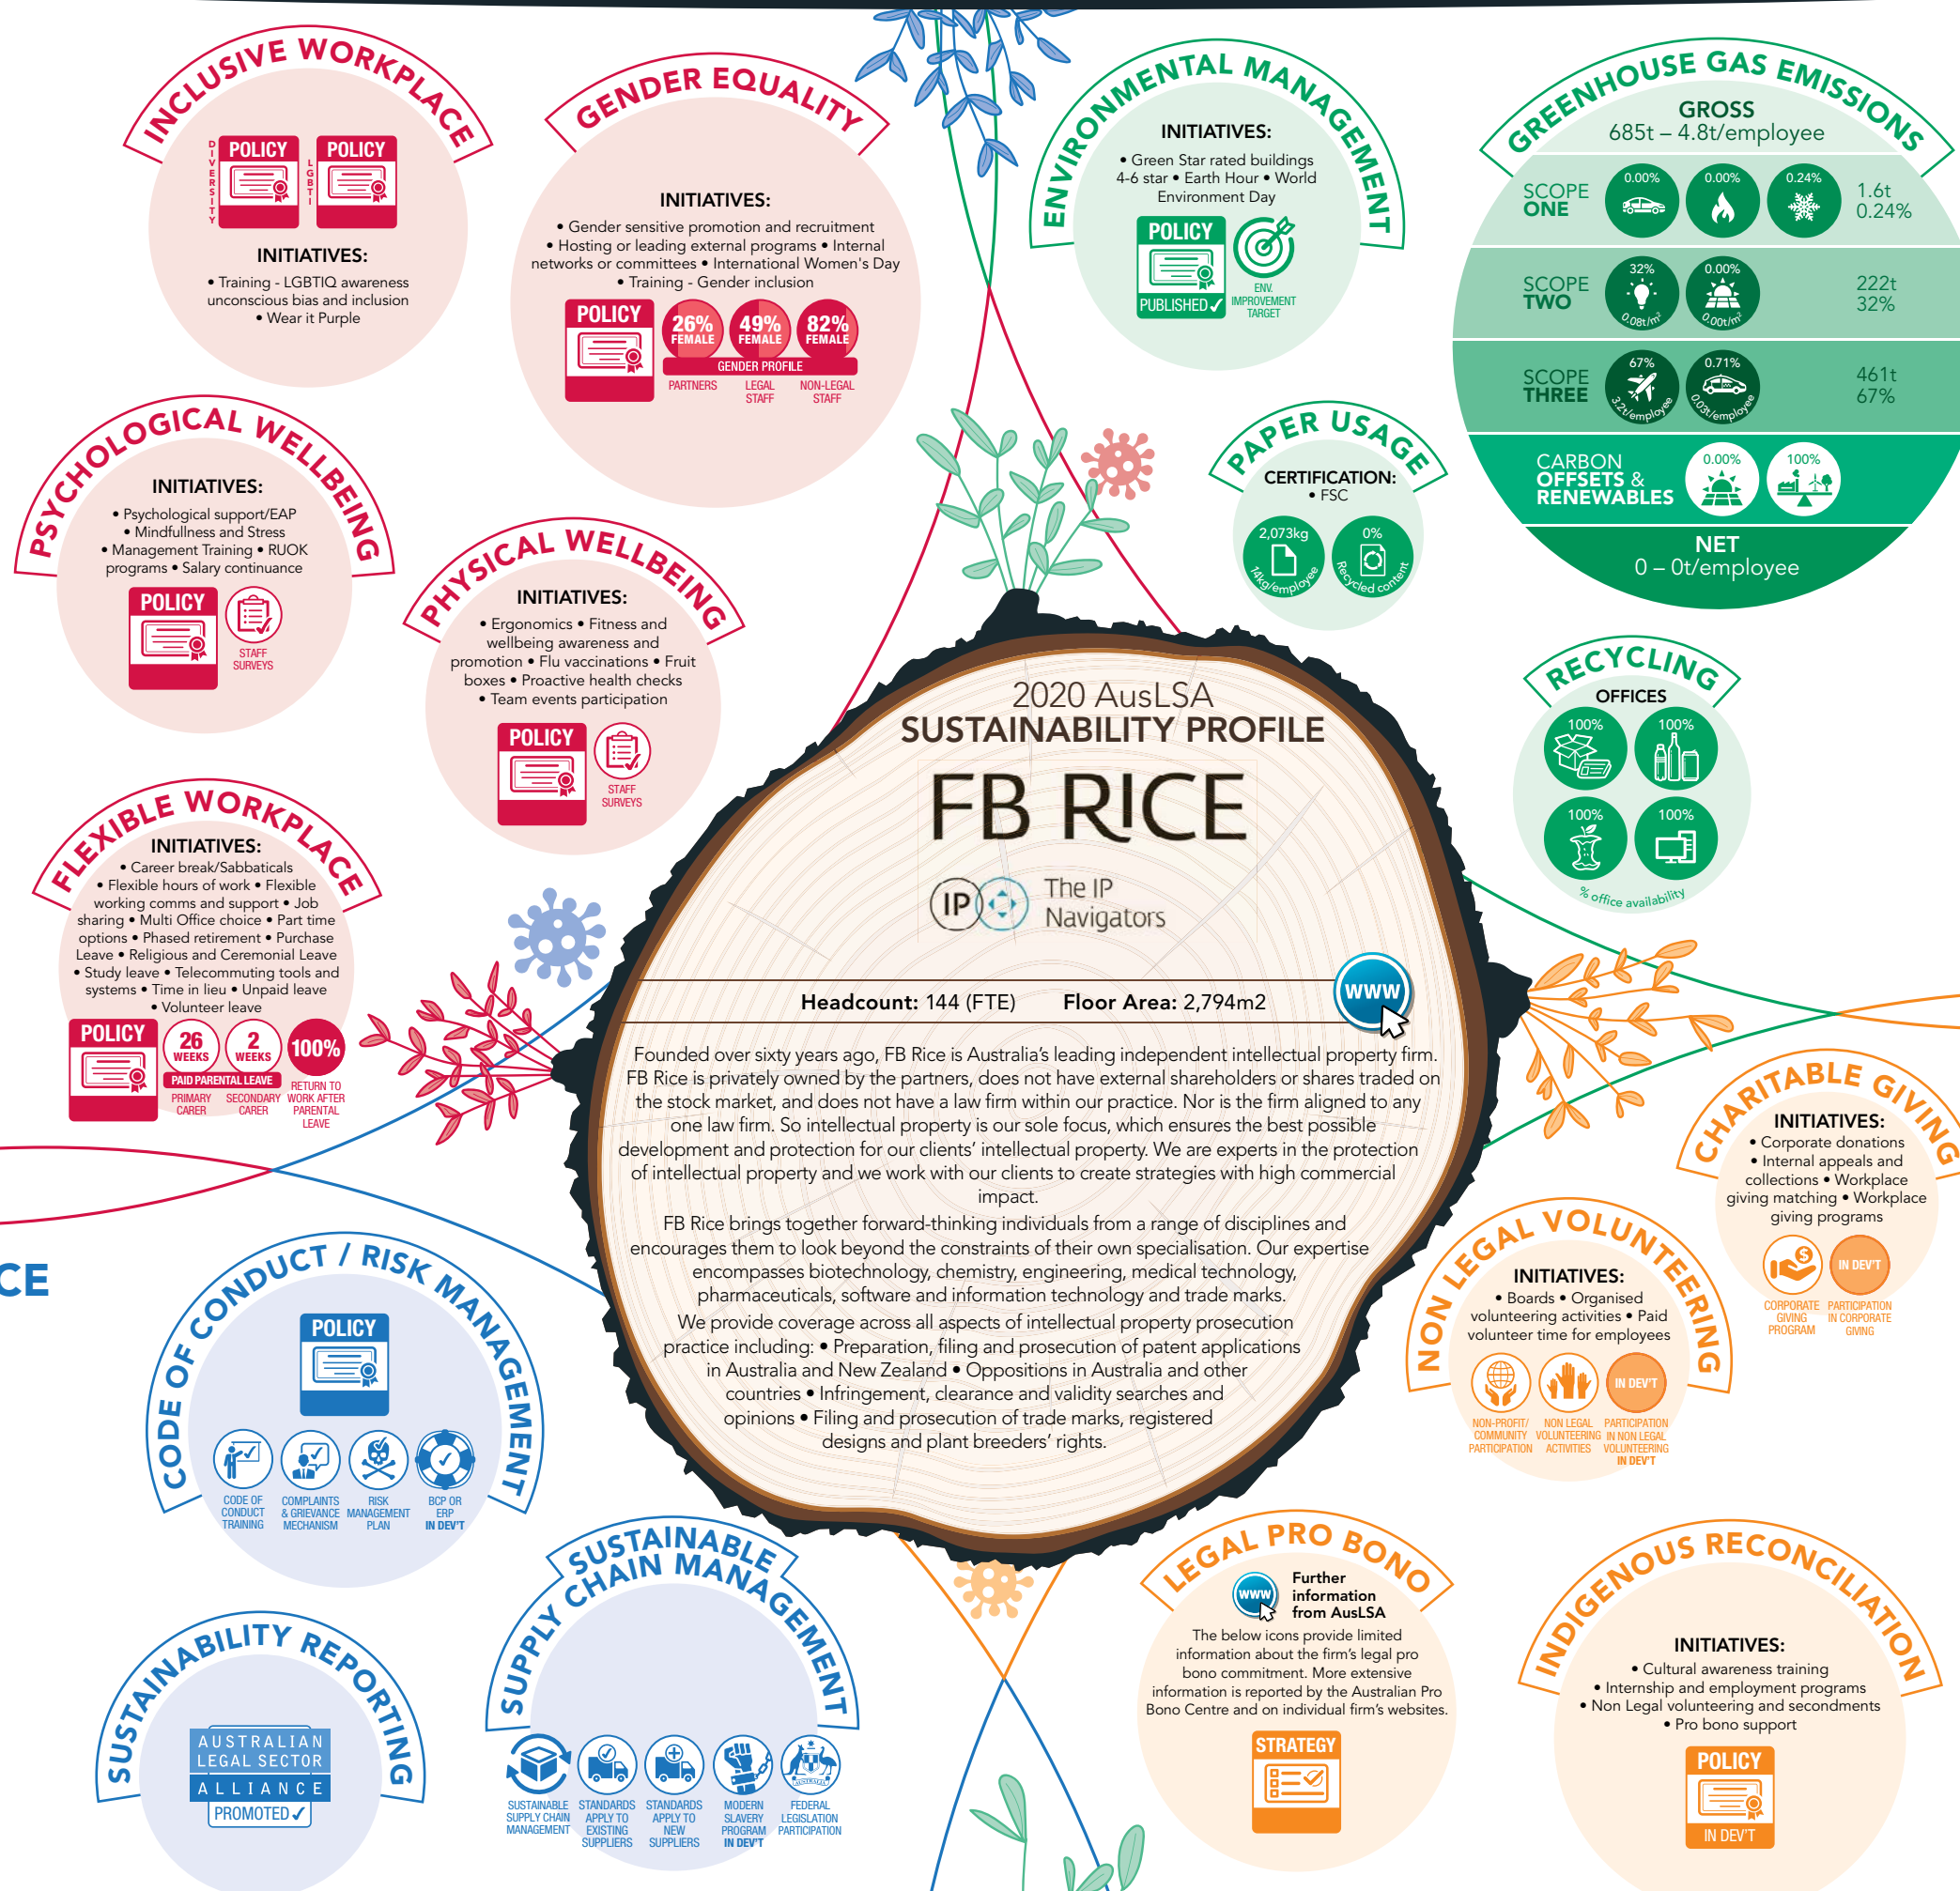 INCLUSIVE WORKPLACE
DIVERSITY
POLICY
LGBTI
POLICY
INITIATIVES:
• Training - LGBTIQ awareness
unconscious bias and inclusion
• Wear it Purple
GENDER EQUALITY
INITIATIVES:
• Gender sensitive promotion and recruitment
• Hosting or leading external programs • Internal
networks or committees • International Women's Day
• Training - Gender inclusion
POLICY
26%
FEMALE
49%
FEMALE
82%
FEMALE
GENDER PROFILE
PARTNERS
LEGAL
STAFF
NON-LEGAL
STAFF
ENVIRONMENTAL MANAGEMENT
INITIATIVES:
• Green Star rated buildings
4-6 star • Earth Hour • World
Environment Day
POLICY
PUBLISHED ✓
ENV.
IMPROVEMENT
TARGET
GREENHOUSE GAS EMISSIONS
GROSS
685t – 4.8t/employee
SCOPE
ONE
0.00%
0.00%
0.24%
1.6t
0.24%
SCOPE
TWO
32%
0.08t/m²
0.00%
0.00t/m²
222t
32%
SCOPE
THREE
67%
3.2t/employee
0.71%
0.03t/employee
461t
67%
CARBON
OFFSETS &
RENEWABLES
0.00%
100%
NET
0 – 0t/employee
PSYCHOLOGICAL WELLBEING
INITIATIVES:
• Psychological support/EAP
• Mindfullness and Stress
• Management Training • RUOK
programs • Salary continuance
POLICY
STAFF
SURVEYS
PHYSICAL WELLBEING
INITIATIVES:
• Ergonomics • Fitness and
wellbeing awareness and
promotion • Flu vaccinations • Fruit
boxes • Proactive health checks
• Team events participation
POLICY
STAFF
SURVEYS
PAPER USAGE
CERTIFICATION:
• FSC
2,073kg
14kg/employee
0%
Recycled content
RECYCLING
OFFICES
100%
100%
100%
100%
% office availability
FLEXIBLE WORKPLACE
INITIATIVES:
• Career break/Sabbaticals
• Flexible hours of work • Flexible
working comms and support • Job
sharing • Multi Office choice • Part time
options • Phased retirement • Purchase
Leave • Religious and Ceremonial Leave
• Study leave • Telecommuting tools and
systems • Time in lieu • Unpaid leave
• Volunteer leave
POLICY
26
WEEKS
2
WEEKS
100%
PAID PARENTAL LEAVE
PRIMARY
CARER
SECONDARY
CARER
RETURN TO
WORK AFTER
PARENTAL
LEAVE
2020 AusLSA
SUSTAINABILITY PROFILE
FB RICE
IP
The IP
Navigators
Headcount: 144 (FTE) Floor Area: 2,794m2
WWW
Founded over sixty years ago, FB Rice is Australia's leading independent intellectual property firm.
FB Rice is privately owned by the partners, does not have external shareholders or shares traded on
the stock market, and does not have a law firm within our practice. Nor is the firm aligned to any
one law firm. So intellectual property is our sole focus, which ensures the best possible
development and protection for our clients' intellectual property. We are experts in the protection
of intellectual property and we work with our clients to create strategies with high commercial
impact.
FB Rice brings together forward-thinking individuals from a range of disciplines and
encourages them to look beyond the constraints of their own specialisation. Our expertise
encompasses biotechnology, chemistry, engineering, medical technology,
pharmaceuticals, software and information technology and trade marks.
We provide coverage across all aspects of intellectual property prosecution
practice including: • Preparation, filing and prosecution of patent applications
in Australia and New Zealand • Oppositions in Australia and other
countries • Infringement, clearance and validity searches and
opinions • Filing and prosecution of trade marks, registered
designs and plant breeders' rights.
CHARITABLE GIVING
INITIATIVES:
• Corporate donations
• Internal appeals and
collections • Workplace
giving matching • Workplace
giving programs
IN DEV'T
CORPORATE
GIVING
PROGRAM
PARTICIPATION
IN CORPORATE
GIVING
NON LEGAL VOLUNTEERING
INITIATIVES:
• Boards • Organised
volunteering activities • Paid
volunteer time for employees
IN DEV'T
NON-PROFIT/
COMMUNITY
PARTICIPATION
NON LEGAL
VOLUNTEERING
ACTIVITIES
PARTICIPATION
IN NON LEGAL
VOLUNTEERING
IN DEV'T
CE
CODE OF CONDUCT / RISK MANAGEMENT
POLICY
CODE OF
CONDUCT
TRAINING
COMPLAINTS
& GRIEVANCE
MECHANISM
RISK
MANAGEMENT
PLAN
BCP OR
ERP
IN DEV'T
SUSTAINABLE
SUPPLY CHAIN MANAGEMENT
AUSTRALIA
SUSTAINABLE
SUPPLY CHAIN
MANAGEMENT
STANDARDS
APPLY TO
EXISTING
SUPPLIERS
STANDARDS
APPLY TO
NEW
SUPPLIERS
MODERN
SLAVERY
PROGRAM
IN DEV'T
FEDERAL
LEGISLATION
PARTICIPATION
SUSTAINABILITY REPORTING
AUSTRALIAN
LEGAL SECTOR
ALLIANCE
PROMOTED ✓
LEGAL PRO BONO
WWW
Further
information
from AusLSA
The below icons provide limited
information about the firm's legal pro
bono commitment. More extensive
information is reported by the Australian Pro
Bono Centre and on individual firm's websites.
STRATEGY
INDIGENOUS RECONCILIATION
INITIATIVES:
• Cultural awareness training
• Internship and employment programs
• Non Legal volunteering and secondments
• Pro bono support
POLICY
IN DEV'T